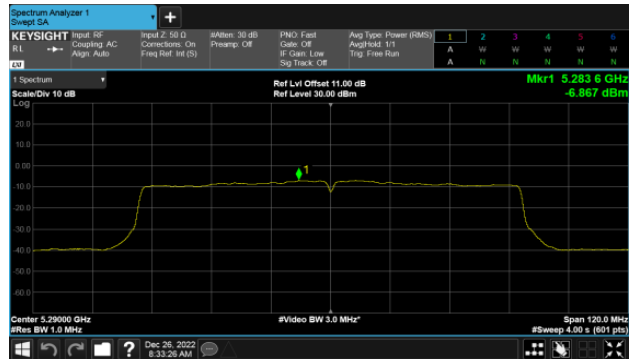 Spectrum Analyzer 1
Swept SA
KEYSIGHT
RL
LXI
Input: RF
Coupling: AC
Align: Auto
Input Z: 50 Ω
Corrections: On
Freq Ref: Int (S)
#Atten: 30 dB
Preamp: Off
PNO: Fast
Gate: Off
IF Gain: Low
Sig Track: Off
Avg Type: Power (RMS)
Avg|Hold: 1/1
Trig: Free Run
1 2 3 4 5 6
A W W W W W
A N N N N N
1 Spectrum
Scale/Div 10 dB
Log
Ref Lvl Offset 11.00 dB
Ref Level 30.00 dBm
Mkr1 5.283 6 GHz
-6.867 dBm
20.0
10.0
0.00
-10.0
-20.0
-30.0
-40.0
-50.0
-60.0
1
Center 5.29000 GHz
#Res BW 1.0 MHz
#Video BW 3.0 MHz*
Span 120.0 MHz
#Sweep 4.00 s (601 pts)
?
Dec 26, 2022
8:33:26 AM